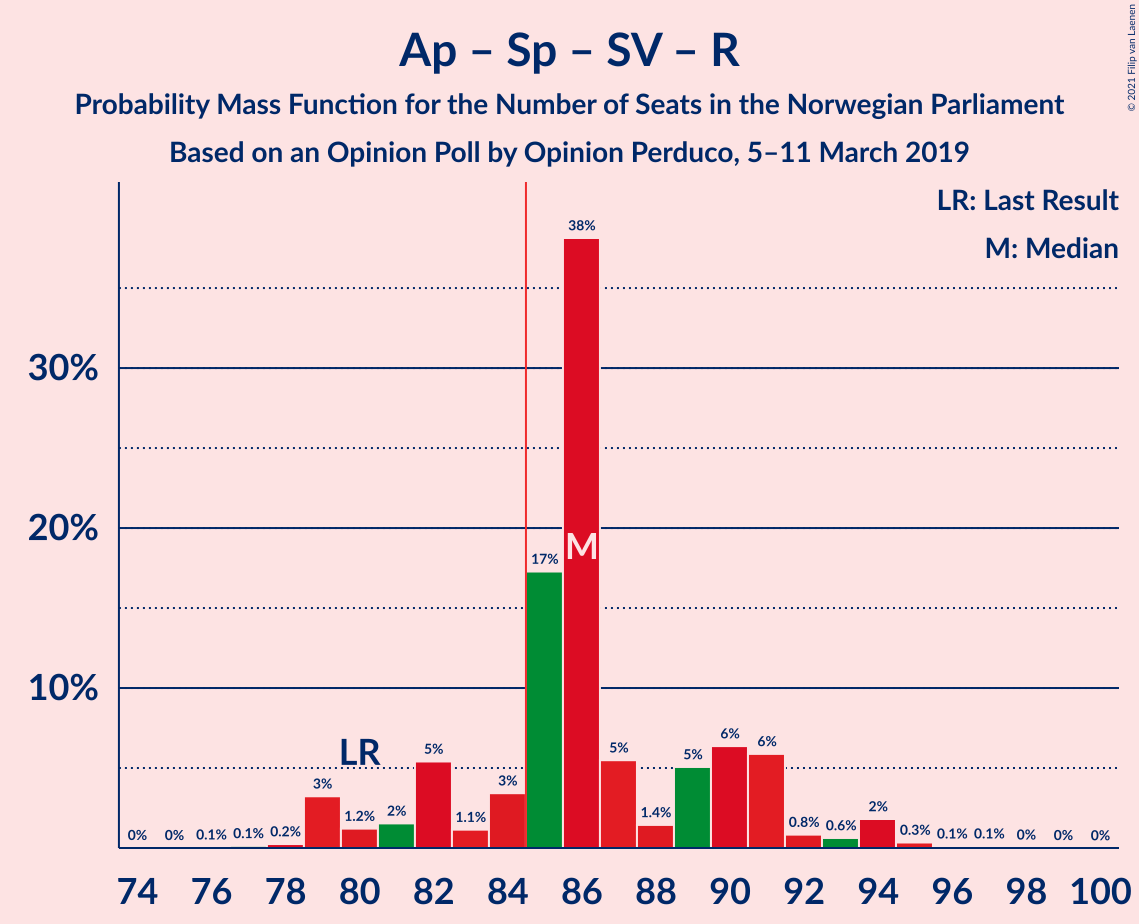 Ap – Sp – SV – R
Probability Mass Function for the Number of Seats in the Norwegian Parliament
Based on an Opinion Poll by Opinion Perduco, 5–11 March 2019
© 2021 Filip van Laenen
LR: Last Result
M: Median
38%
30%
17%
M
20%
10%
LR
0% 0% 0.1% 0.1% 0.2% 3% 1.2% 2% 5% 1.1% 3% 5% 1.4% 5% 6% 6% 0.8% 0.6% 2% 0.3% 0.1% 0.1% 0% 0% 0%
74 76 78 80 82 84 86 88 90 92 94 96 98 100